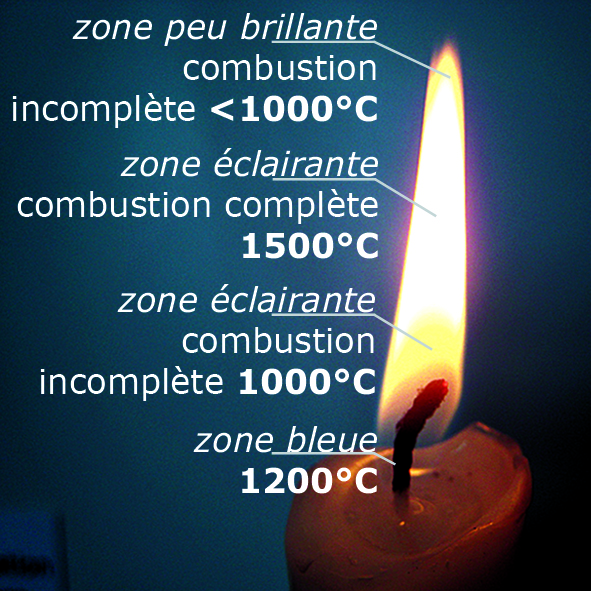 zone peu brillante
combustion
incomplète <1000°C
zone éclairante
combustion complète
1500°C
zone éclairante
combustion
incomplète 1000°C
zone bleue
1200°C